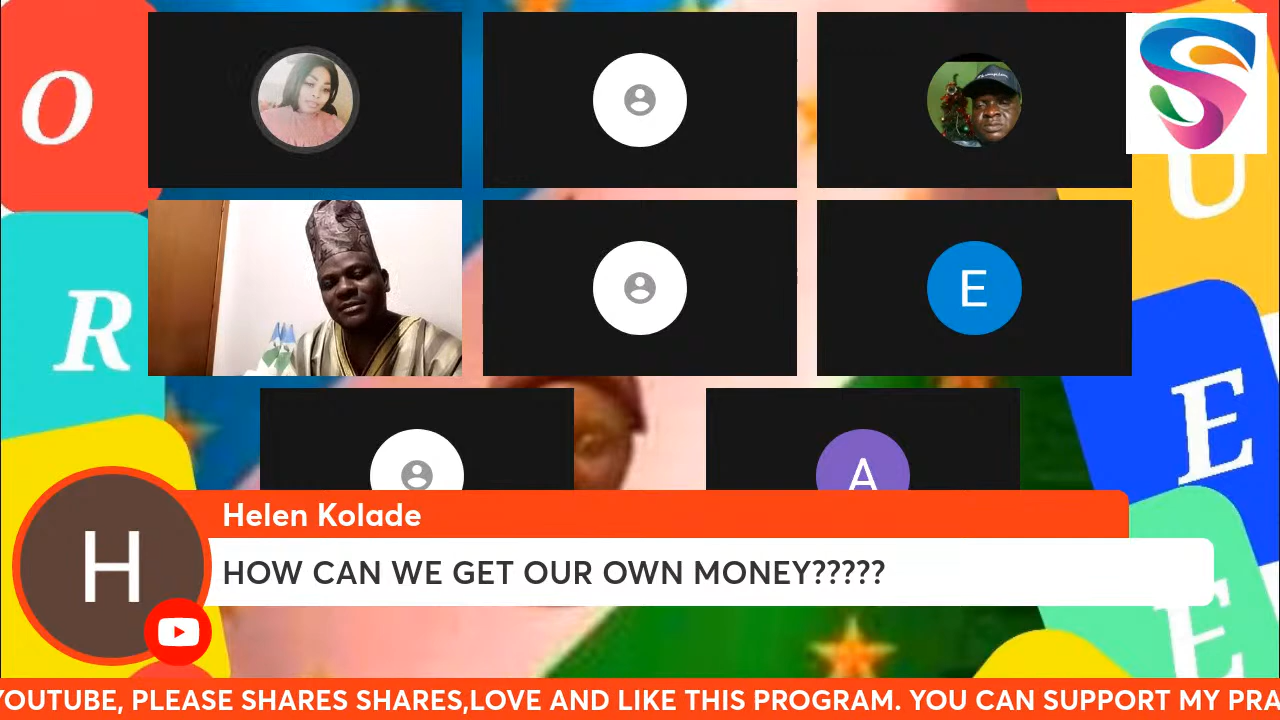 O
U
R
E
E
A
H
Helen Kolade
HOW CAN WE GET OUR OWN MONEY?????
E
YOUTUBE, PLEASE SHARES SHARES,LOVE AND LIKE THIS PROGRAM. YOU CAN SUPPORT MY PRA